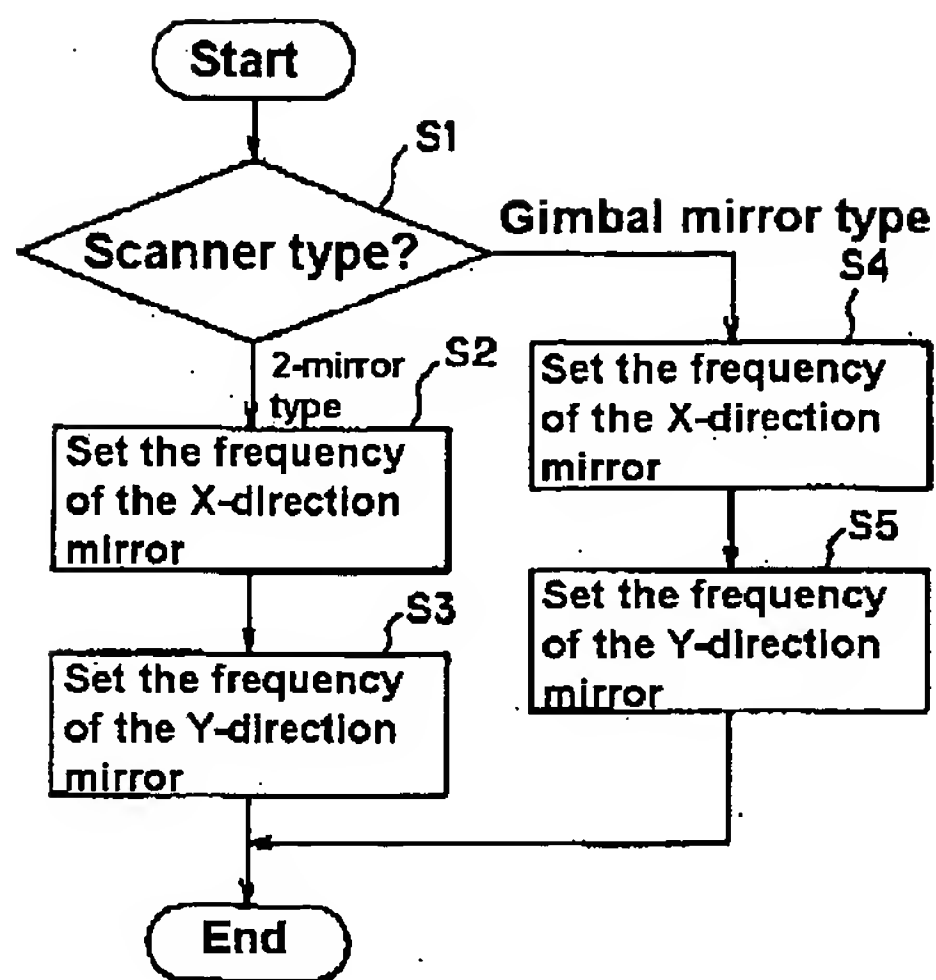 Start
S1
Scanner type?
Gimbal mirror type
S4
2-mirror
type
S2
Set the frequency
of the X-direction
mirror
Set the frequency
of the X-direction
mirror
S5
S3
Set the frequency
of the Y-direction
mirror
Set the frequency
of the Y-direction
mirror
End